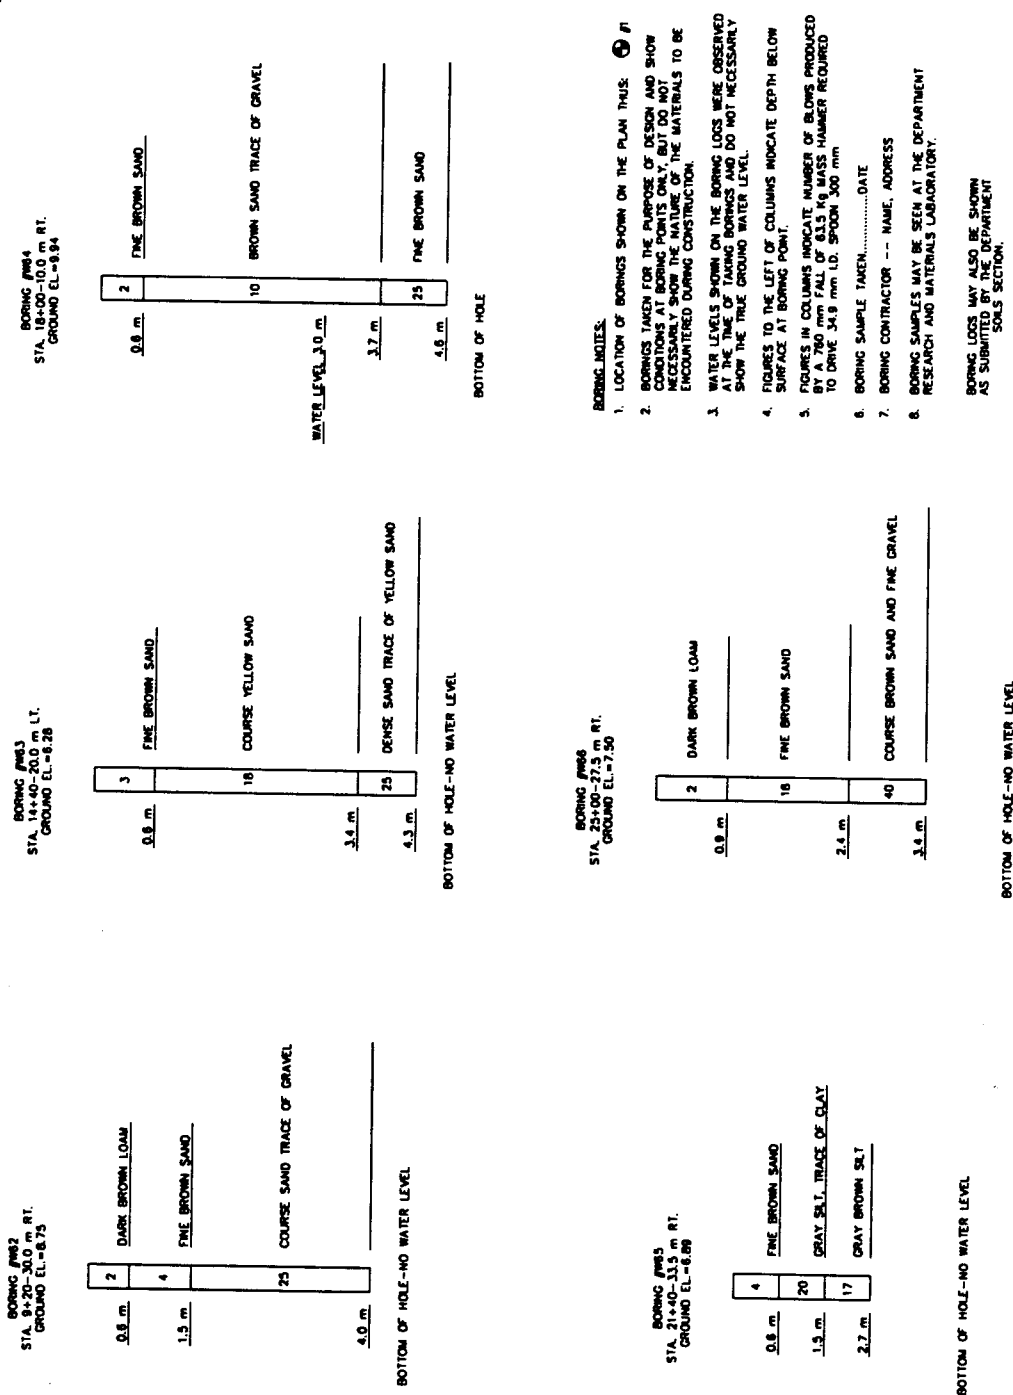 BORING #W62
STA. 9+20-30.0 m RT.
GROUND EL.=8.75
2
DARK BROWN LOAM
0.6 m
4
FINE BROWN SAND
1.5 m
25
COURSE SAND TRACE OF GRAVEL
4.0 m
BOTTOM OF HOLE-NO WATER LEVEL
BORING #W63
STA. 14+40-20.0 m LT.
GROUND EL.=8.28
3
FINE BROWN SAND
0.6 m
18
COURSE YELLOW SAND
3.4 m
25
DENSE SAND TRACE OF YELLOW SAND
4.3 m
BOTTOM OF HOLE-NO WATER LEVEL
BORING #W64
STA. 18+00-10.0 m RT.
GROUND EL.=9.94
2
FINE BROWN SAND
0.6 m
10
BROWN SAND TRACE OF GRAVEL
WATER LEVEL 3.0 m
3.7 m
25
FINE BROWN SAND
4.6 m
BOTTOM OF HOLE
BORING #W65
STA. 21+40-33.5 m RT.
GROUND EL.=6.89
4
FINE BROWN SAND
0.6 m
20
GRAY SILT, TRACE OF CLAY
1.5 m
17
GRAY BROWN SILT
2.7 m
BOTTOM OF HOLE-NO WATER LEVEL
BORING #W66
STA. 25+00-27.5 m RT.
GROUND EL.=7.50
2
DARK BROWN LOAM
0.9 m
18
FINE BROWN SAND
2.4 m
40
COURSE BROWN SAND AND FINE GRAVEL
3.4 m
BOTTOM OF HOLE-NO WATER LEVEL
BORING NOTES:
1. LOCATION OF BORINGS SHOWN ON THE PLAN THUS: #1
2. BORINGS TAKEN FOR THE PURPOSE OF DESIGN AND SHOW
CONDITIONS AT BORING POINTS ONLY, BUT DO NOT
NECESSARILY SHOW THE NATURE OF THE MATERIALS TO BE
ENCOUNTERED DURING CONSTRUCTION.
3. WATER LEVELS SHOWN ON THE BORING LOGS WERE OBSERVED
AT THE TIME OF TAKING BORINGS AND DO NOT NECESSARILY
SHOW THE TRUE GROUND WATER LEVEL.
4. FIGURES TO THE LEFT OF COLUMNS INDICATE DEPTH BELOW
SURFACE AT BORING POINT.
5. FIGURES IN COLUMNS INDICATE NUMBER OF BLOWS PRODUCED
BY A 760 mm FALL OF 63.5 Kg MASS HAMMER REQUIRED
TO DRIVE 34.9 mm I.D. SPOON 300 mm
6. BORING SAMPLE TAKEN..............DATE
7. BORING CONTRACTOR -- NAME, ADDRESS
8. BORING SAMPLES MAY BE SEEN AT THE DEPARTMENT
RESEARCH AND MATERIALS LABAORATORY.
BORING LOGS MAY ALSO BE SHOWN
AS SUBMITTED BY THE DEPARTMENT
SOILS SECTION.